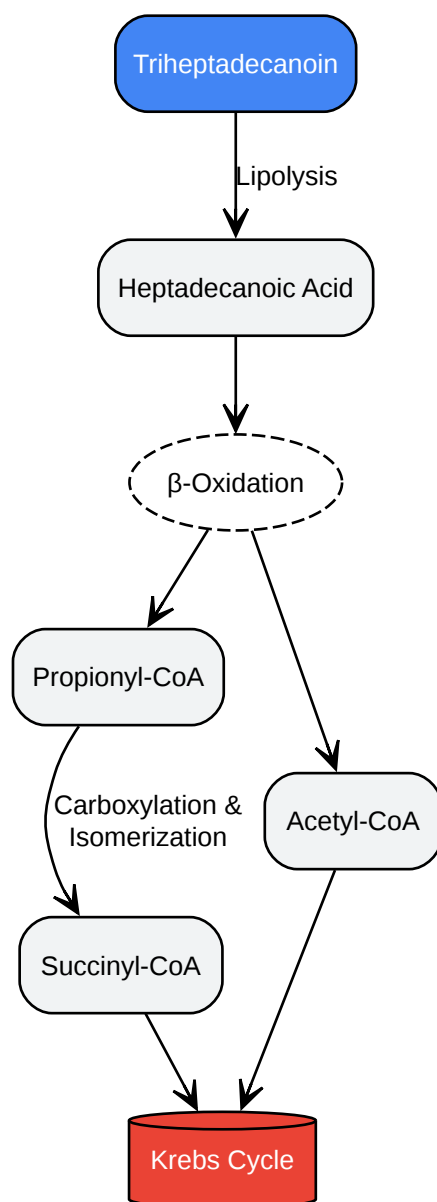 Triheptadecanoin
Lipolysis
Heptadecanoic Acid
β-Oxidation
Propionyl-CoA
Carboxylation &
Isomerization
Acetyl-CoA
Succinyl-CoA
Krebs Cycle